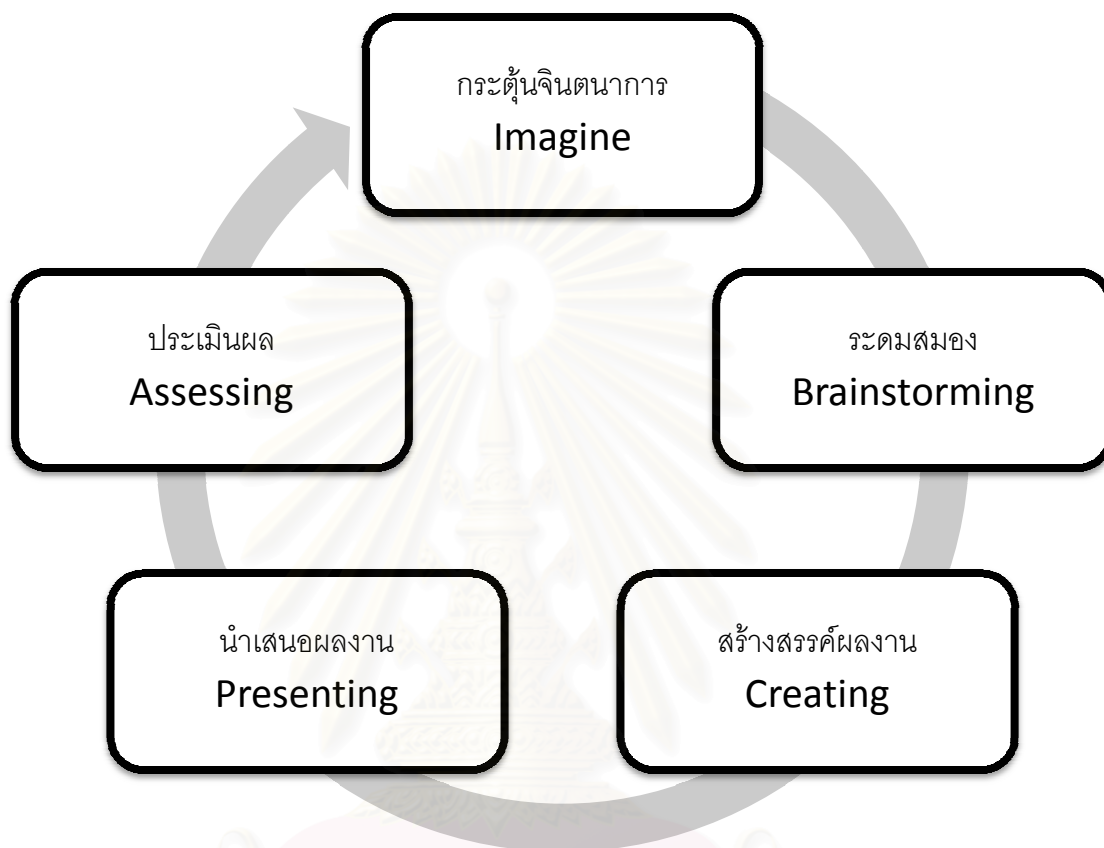 กระตุ้นจินตนาการ
Imagine
ระดมสมอง
Brainstorming
สร้างสรรค์ผลงาน
Creating
นำเสนอผลงาน
Presenting
ประเมินผล
Assessing